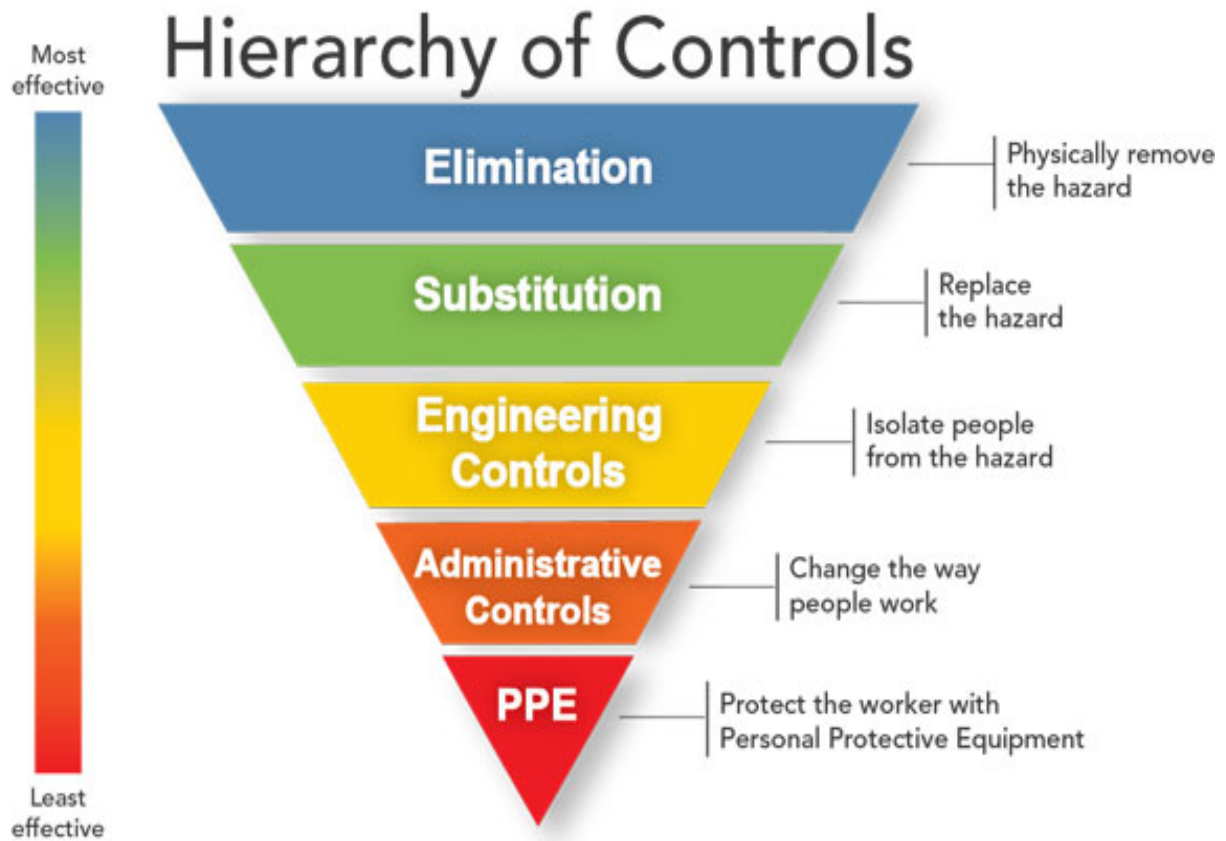 Hierarchy of Controls
Most
effective
Elimination
Physically remove
the hazard
Substitution
Replace
the hazard
Engineering
Controls
Isolate people
from the hazard
Administrative
Controls
Change the way
people work
PPE
Protect the worker with
Personal Protective Equipment
Least
effective